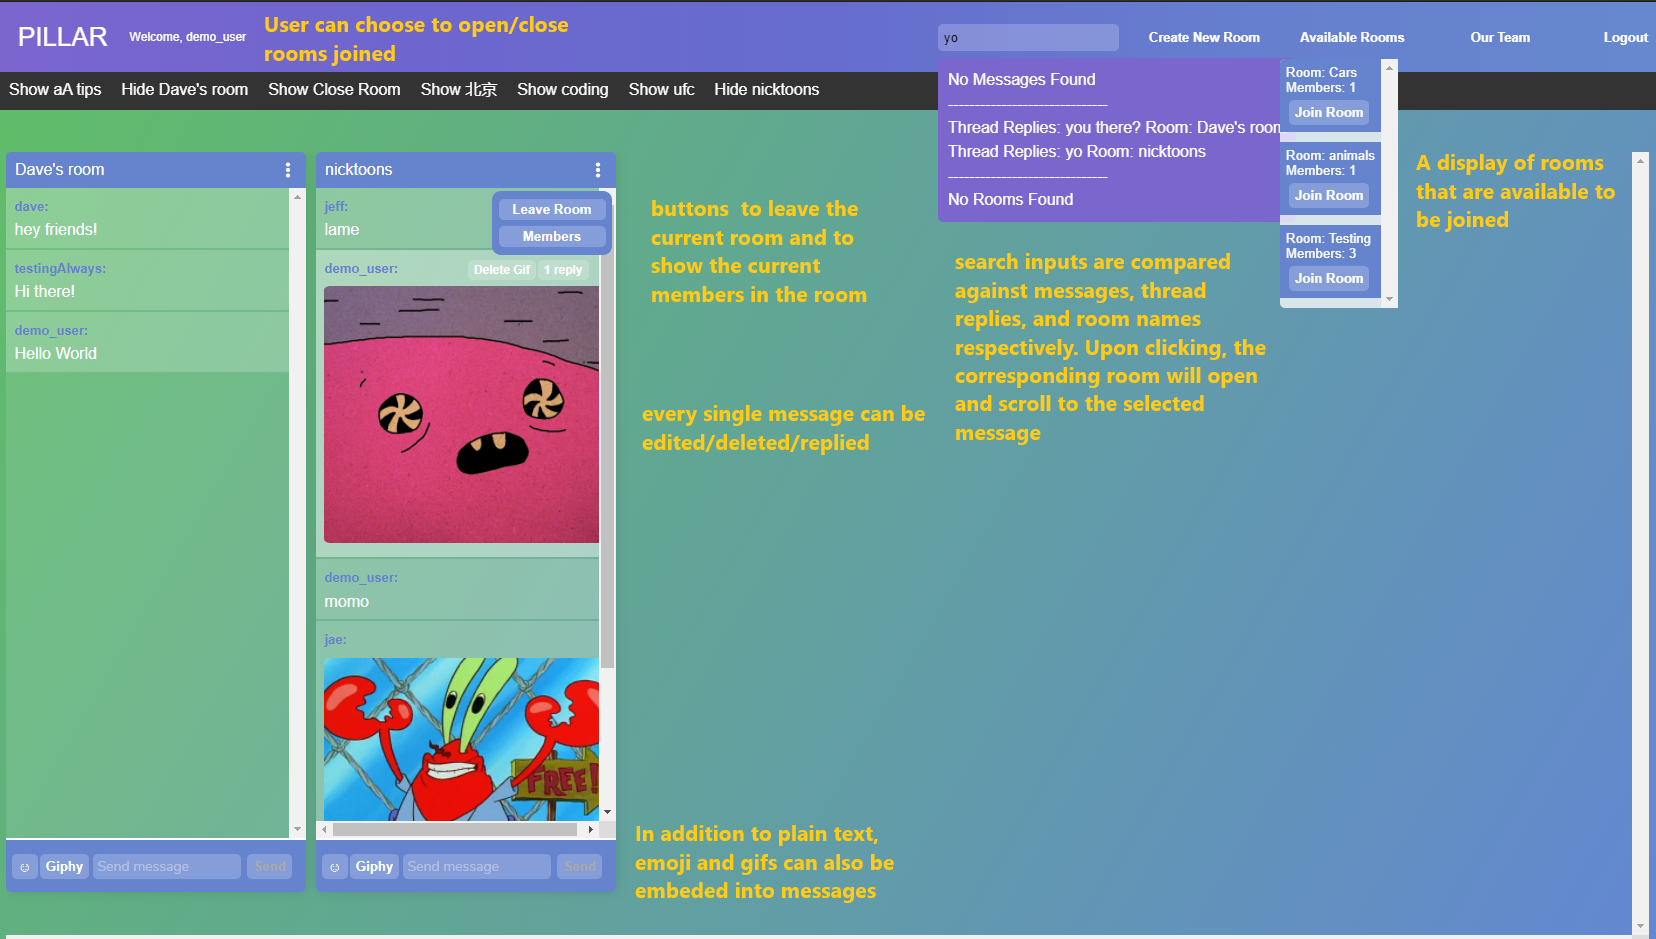 PILLAR
Welcome, demo_user
User can choose to open/close
rooms joined
yo
Create New Room
Available Rooms
Our Team
Logout
Show aA tips
Hide Dave's room
Show Close Room
Show 北京
Show coding
Show ufc
Hide nicktoons
No Messages Found
------------------------------
Thread Replies: you there? Room: Dave's room
Thread Replies: yo Room: nicktoons
------------------------------
No Rooms Found
Room: Cars
Members: 1
Join Room
Room: animals
Members: 1
Join Room
Room: Testing
Members: 3
Join Room
A display of rooms
that are available to
be joined
Dave's room
dave:
hey friends!
testingAlways:
Hi there!
demo_user:
Hello World
Giphy
Send message
Send
nicktoons
jeff:
lame
Leave Room
Members
demo_user:
Delete Gif
1 reply
demo_user:
momo
jae:
FREE!
Giphy
Send message
Send
buttons  to leave the
current room and to
show the current
members in the room
every single message can be
edited/deleted/replied
search inputs are compared
against messages, thread
replies, and room names
respectively. Upon clicking, the
corresponding room will open
and scroll to the selected
message
In addition to plain text,
emoji and gifs can also be
embeded into messages